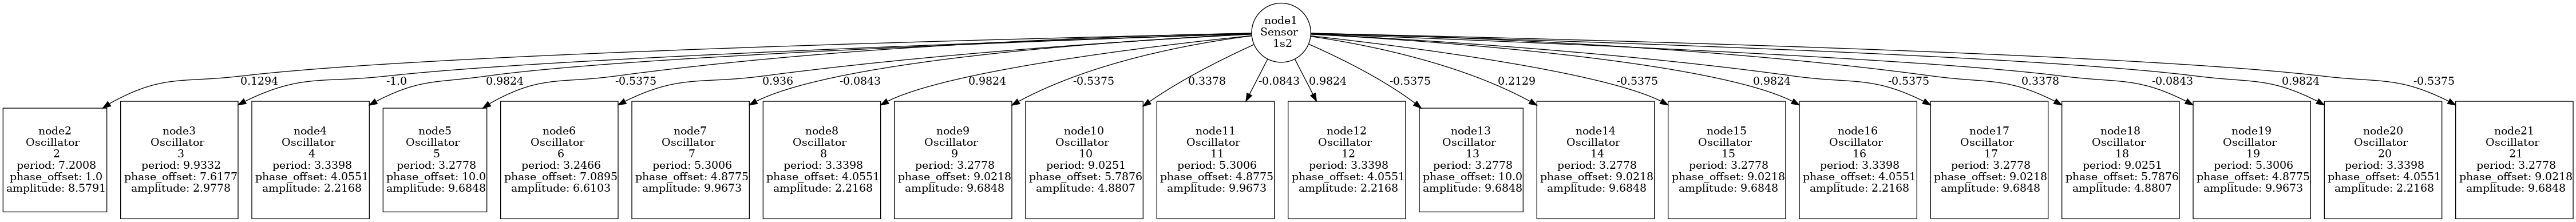 node1
Sensor
1s2
0.1294
-1.0
0.9824
-0.5375
0.936
-0.0843
0.9824
-0.5375
0.3378
-0.0843
0.9824
-0.5375
0.2129
-0.5375
0.9824
-0.5375
0.3378
-0.0843
0.9824
-0.5375
node2
Oscillator
2
period: 7.2008
phase_offset: 1.0
amplitude: 8.5791
node3
Oscillator
3
period: 9.9332
phase_offset: 7.6177
amplitude: 2.9778
node4
Oscillator
4
period: 3.3398
phase_offset: 4.0551
amplitude: 2.2168
node5
Oscillator
5
period: 3.2778
phase_offset: 10.0
amplitude: 9.6848
node6
Oscillator
6
period: 3.2466
phase_offset: 7.0895
amplitude: 6.6103
node7
Oscillator
7
period: 5.3006
phase_offset: 4.8775
amplitude: 9.9673
node8
Oscillator
8
period: 3.3398
phase_offset: 4.0551
amplitude: 2.2168
node9
Oscillator
9
period: 3.2778
phase_offset: 9.0218
amplitude: 9.6848
node10
Oscillator
10
period: 9.0251
phase_offset: 5.7876
amplitude: 4.8807
node11
Oscillator
11
period: 5.3006
phase_offset: 4.8775
amplitude: 9.9673
node12
Oscillator
12
period: 3.3398
phase_offset: 4.0551
amplitude: 2.2168
node13
Oscillator
13
period: 3.2778
phase_offset: 10.0
amplitude: 9.6848
node14
Oscillator
14
period: 3.2778
phase_offset: 9.0218
amplitude: 9.6848
node15
Oscillator
15
period: 3.2778
phase_offset: 9.0218
amplitude: 9.6848
node16
Oscillator
16
period: 3.3398
phase_offset: 4.0551
amplitude: 2.2168
node17
Oscillator
17
period: 3.2778
phase_offset: 9.0218
amplitude: 9.6848
node18
Oscillator
18
period: 9.0251
phase_offset: 5.7876
amplitude: 4.8807
node19
Oscillator
19
period: 5.3006
phase_offset: 4.8775
amplitude: 9.9673
node20
Oscillator
20
period: 3.3398
phase_offset: 4.0551
amplitude: 2.2168
node21
Oscillator
21
period: 3.2778
phase_offset: 9.0218
amplitude: 9.6848